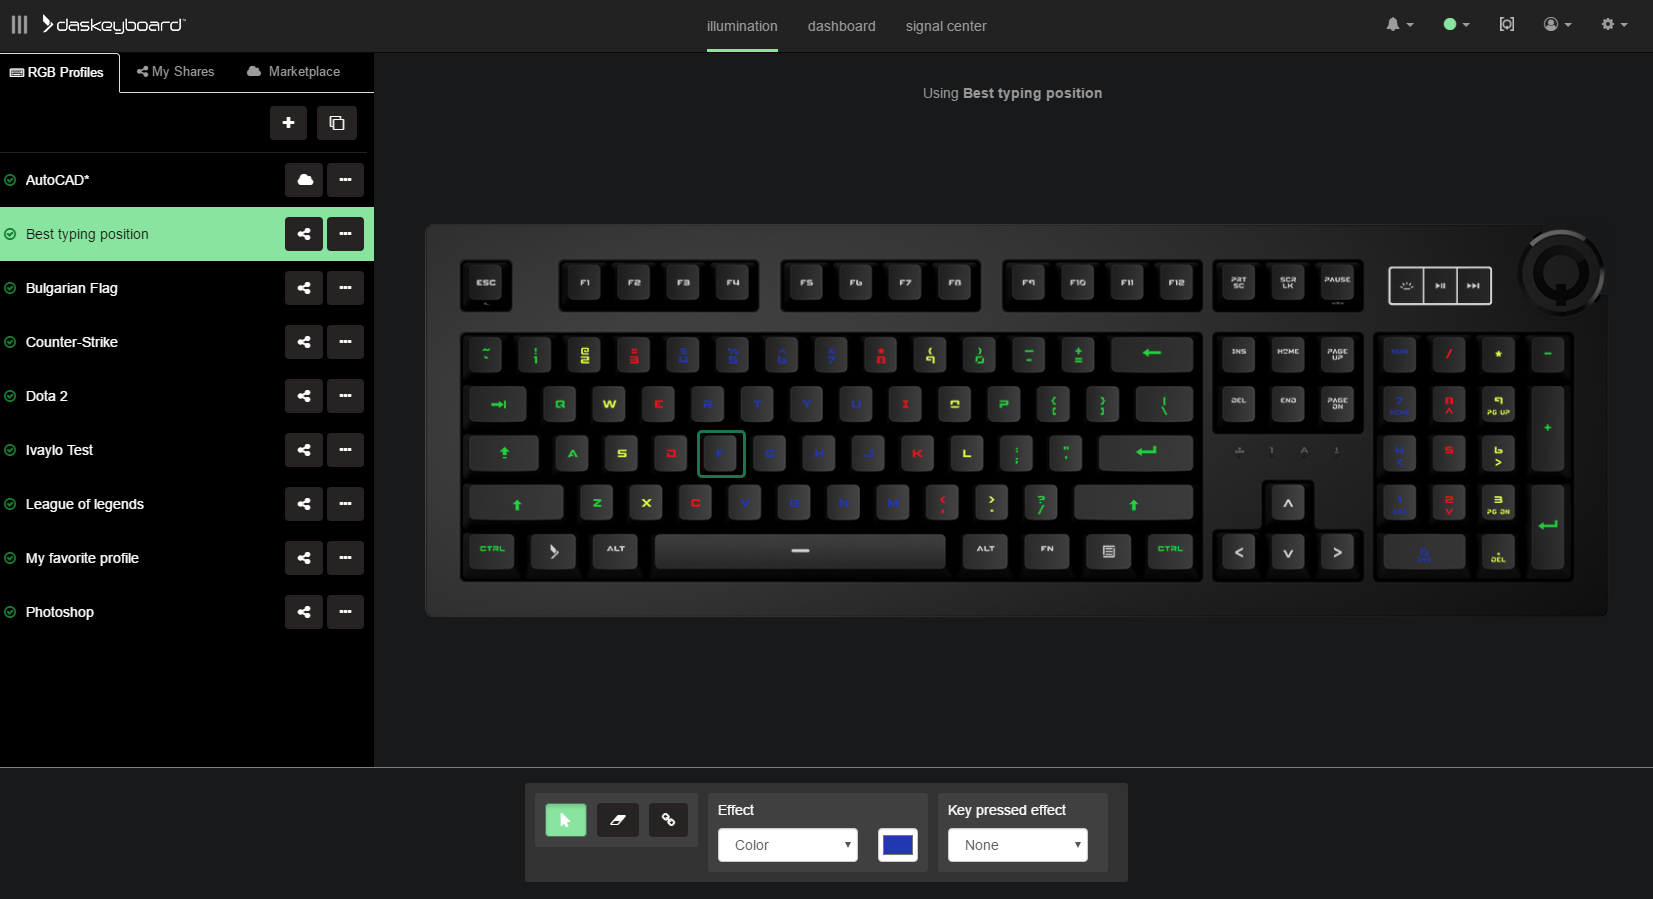 daskeyboard
illumination dashboard signal center
RGB Profiles My Shares Marketplace
Using Best typing position
AutoCAD*
Best typing position
Bulgarian Flag
Counter-Strike
Dota 2
Ivaylo Test
League of legends
My favorite profile
Photoshop
ESC F1 F2 F3 F4 F5 F6 F7 F8 F9 F10 F11 F12 PRT SC SCR LK PAUSE
~ ` ! 1 @ 2 # 3 $ 4 % 5 ^ 6 & 7 * 8 ( 9 ) 0 _ - + = INS HOME PAGE UP NUM / * -
Q W E R T Y U I O P { [ } ] | \ DEL END PAGE DN 7 HOME 8 ^ 9 PG UP +
A S D F G H J K L : ; " ' 1 A 4 < 5 6 >
Z X C V B N M < , > . ? / ^ 1 END 2 v 3 PG DN
CTRL ALT ALT FN CTRL < v > 0 INS . DEL
Effect
Color
Key pressed effect
None